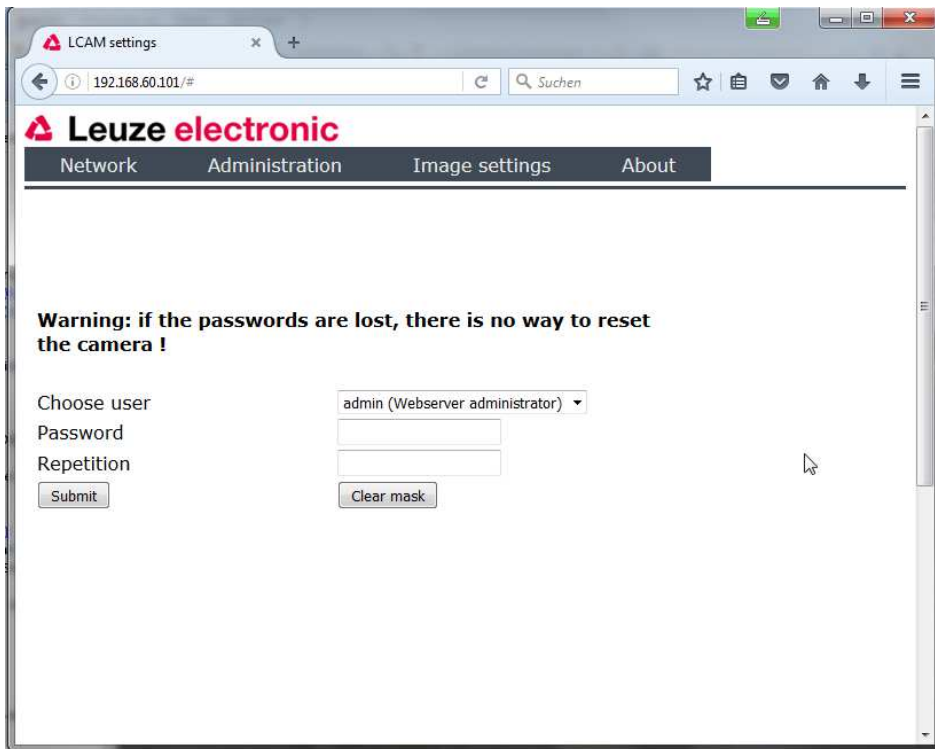 LCAM settings
192.168.60.101/#
Suchen
Leuze electronic
Network Administration Image settings About
Warning: if the passwords are lost, there is no way to reset
the camera !
Choose user admin (Webserver administrator)
Password
Repetition
Submit Clear mask